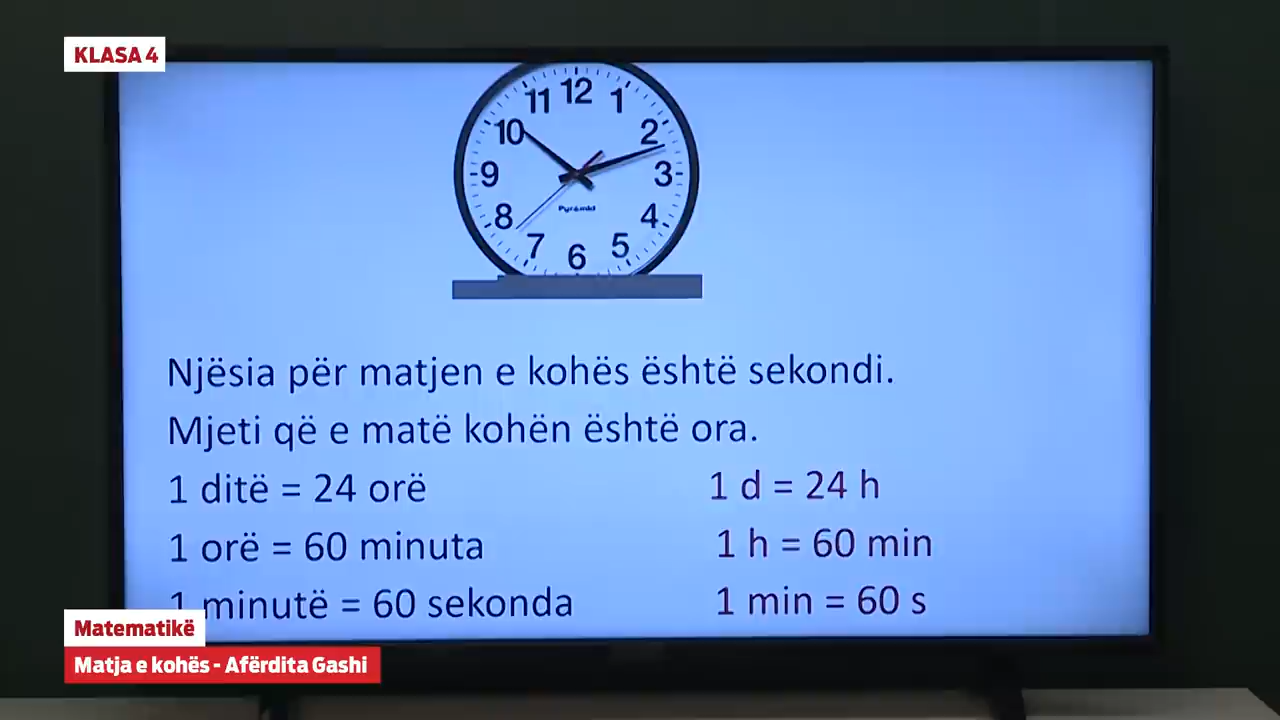 KLASA 4
11 12 1
10 2
9 3
Pyramid
8 4
7 6 5
Njësia për matjen e kohës është sekondi.
Mjeti që e matë kohën është ora.
1 ditë = 24 orë 1 d = 24 h
1 orë = 60 minuta 1 h = 60 min
1 minutë = 60 sekonda 1 min = 60 s
Matematikë
Matja e kohës - Afërdita Gashi